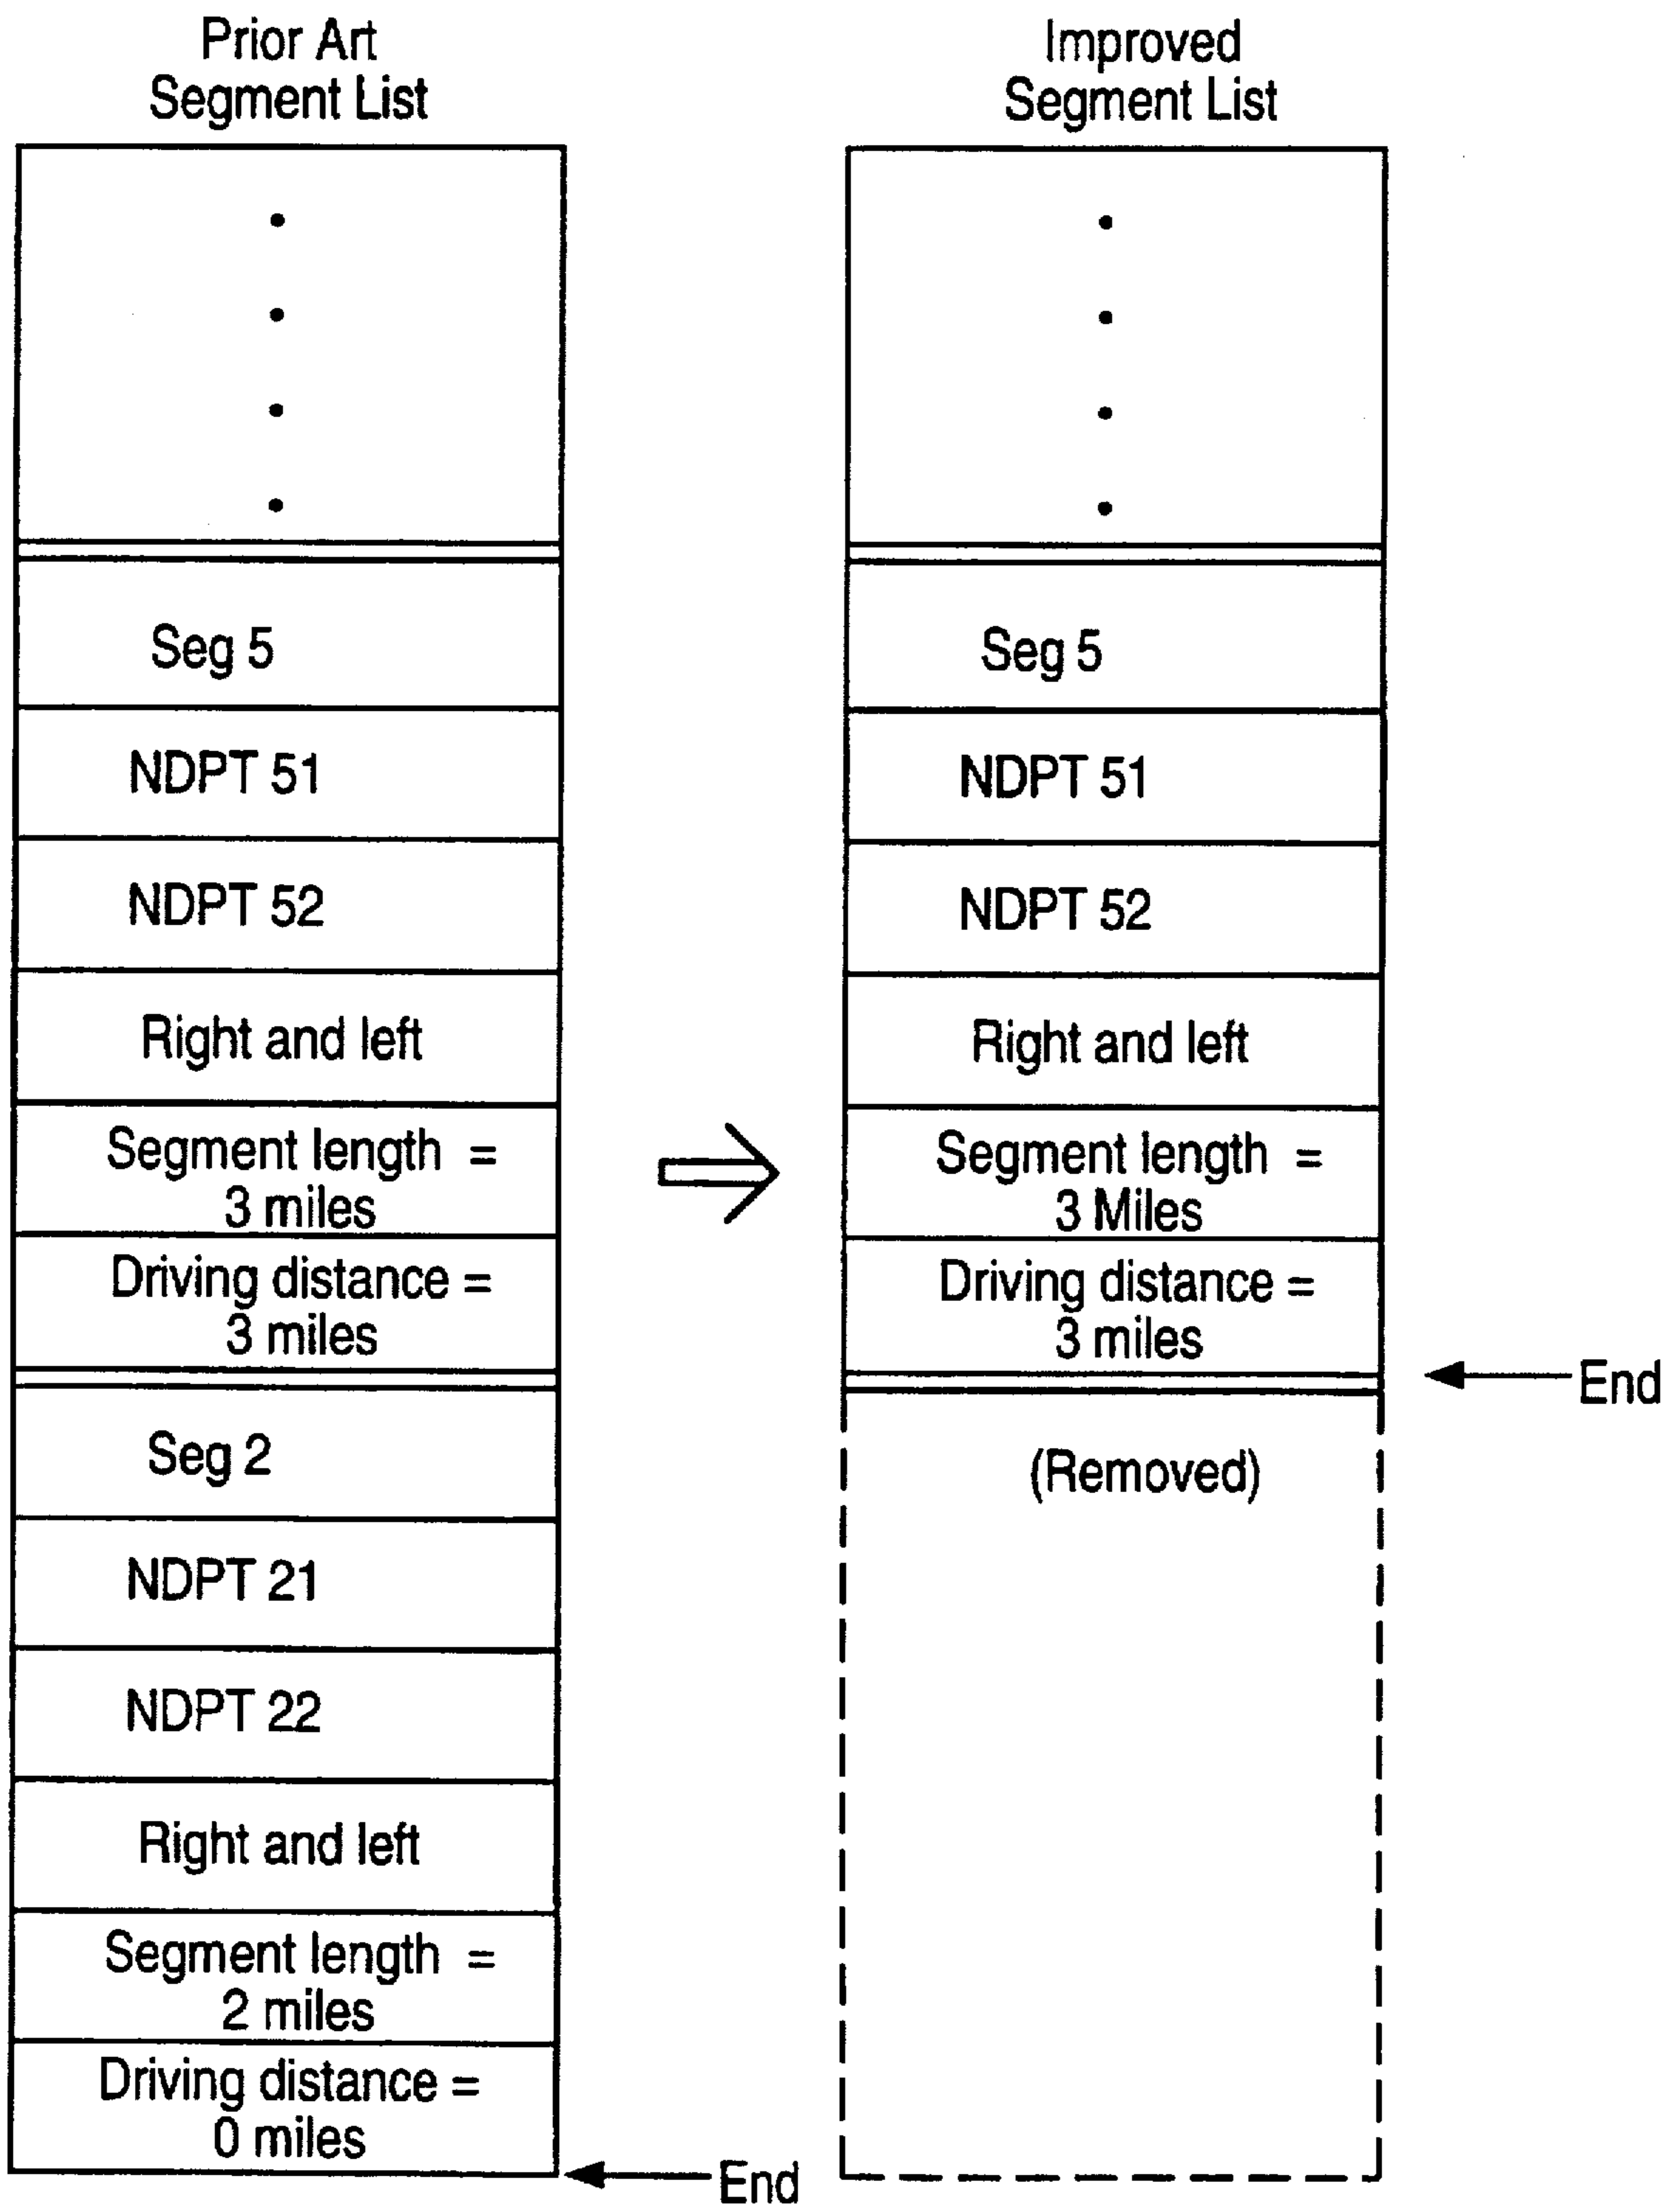 Prior Art
Segment List
Seg 5
NDPT 51
NDPT 52
Right and left
Segment length =
3 miles
Driving distance =
3 miles
Seg 2
NDPT 21
NDPT 22
Right and left
Segment length =
2 miles
Driving distance =
0 miles
End
Improved
Segment List
Seg 5
NDPT 51
NDPT 52
Right and left
Segment length =
3 Miles
Driving distance =
3 miles
End
(Removed)